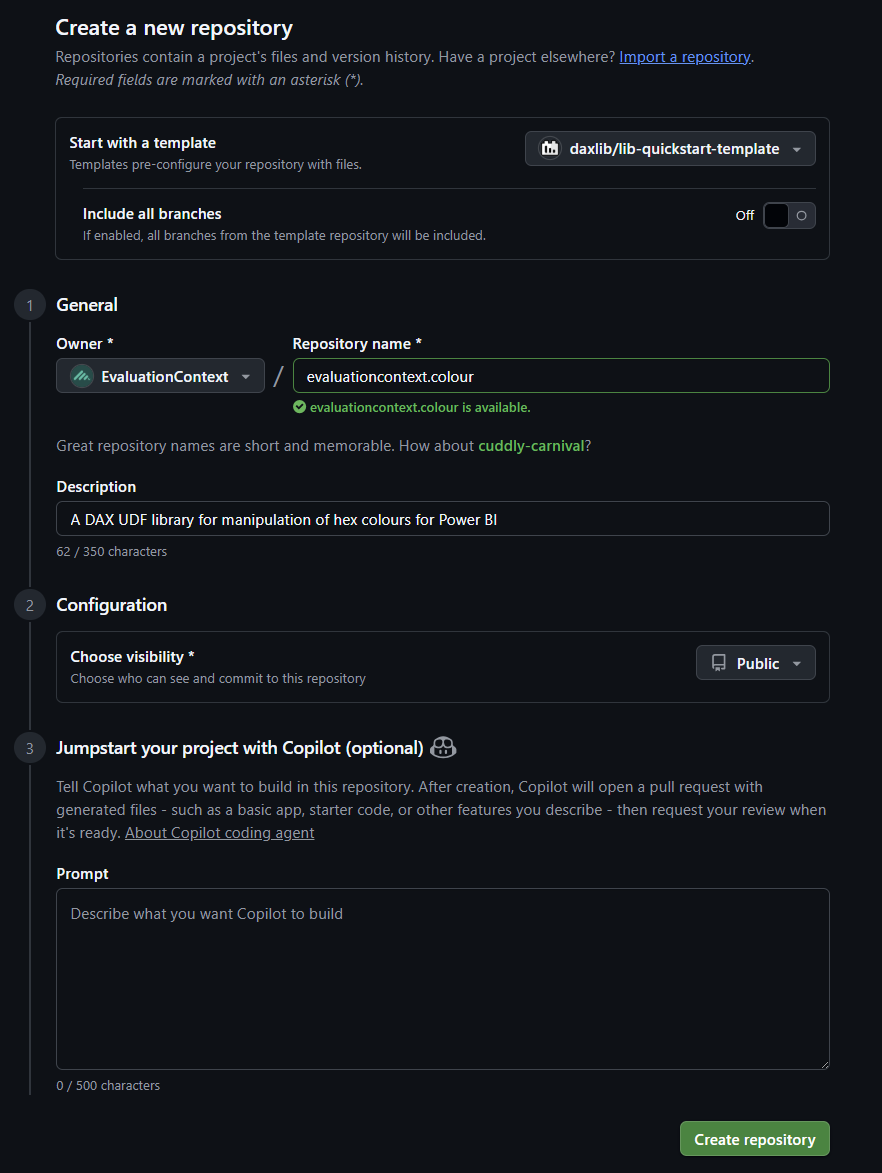 Create a new repository
Repositories contain a project's files and version history. Have a project elsewhere? Import a repository.
Required fields are marked with an asterisk (*).
Start with a template
Templates pre-configure your repository with files.
daxlib/lib-quickstart-template
Include all branches
If enabled, all branches from the template repository will be included.
Off
1
General
Owner *
Repository name *
EvaluationContext
/
evaluationcontext.colour
evaluationcontext.colour is available.
Great repository names are short and memorable. How about cuddly-carnival?
Description
A DAX UDF library for manipulation of hex colours for Power BI
62 / 350 characters
2
Configuration
Choose visibility *
Choose who can see and commit to this repository
Public
3
Jumpstart your project with Copilot (optional)
Tell Copilot what you want to build in this repository. After creation, Copilot will open a pull request with
generated files - such as a basic app, starter code, or other features you describe - then request your review when
it's ready. About Copilot coding agent
Prompt
Describe what you want Copilot to build
0 / 500 characters
Create repository